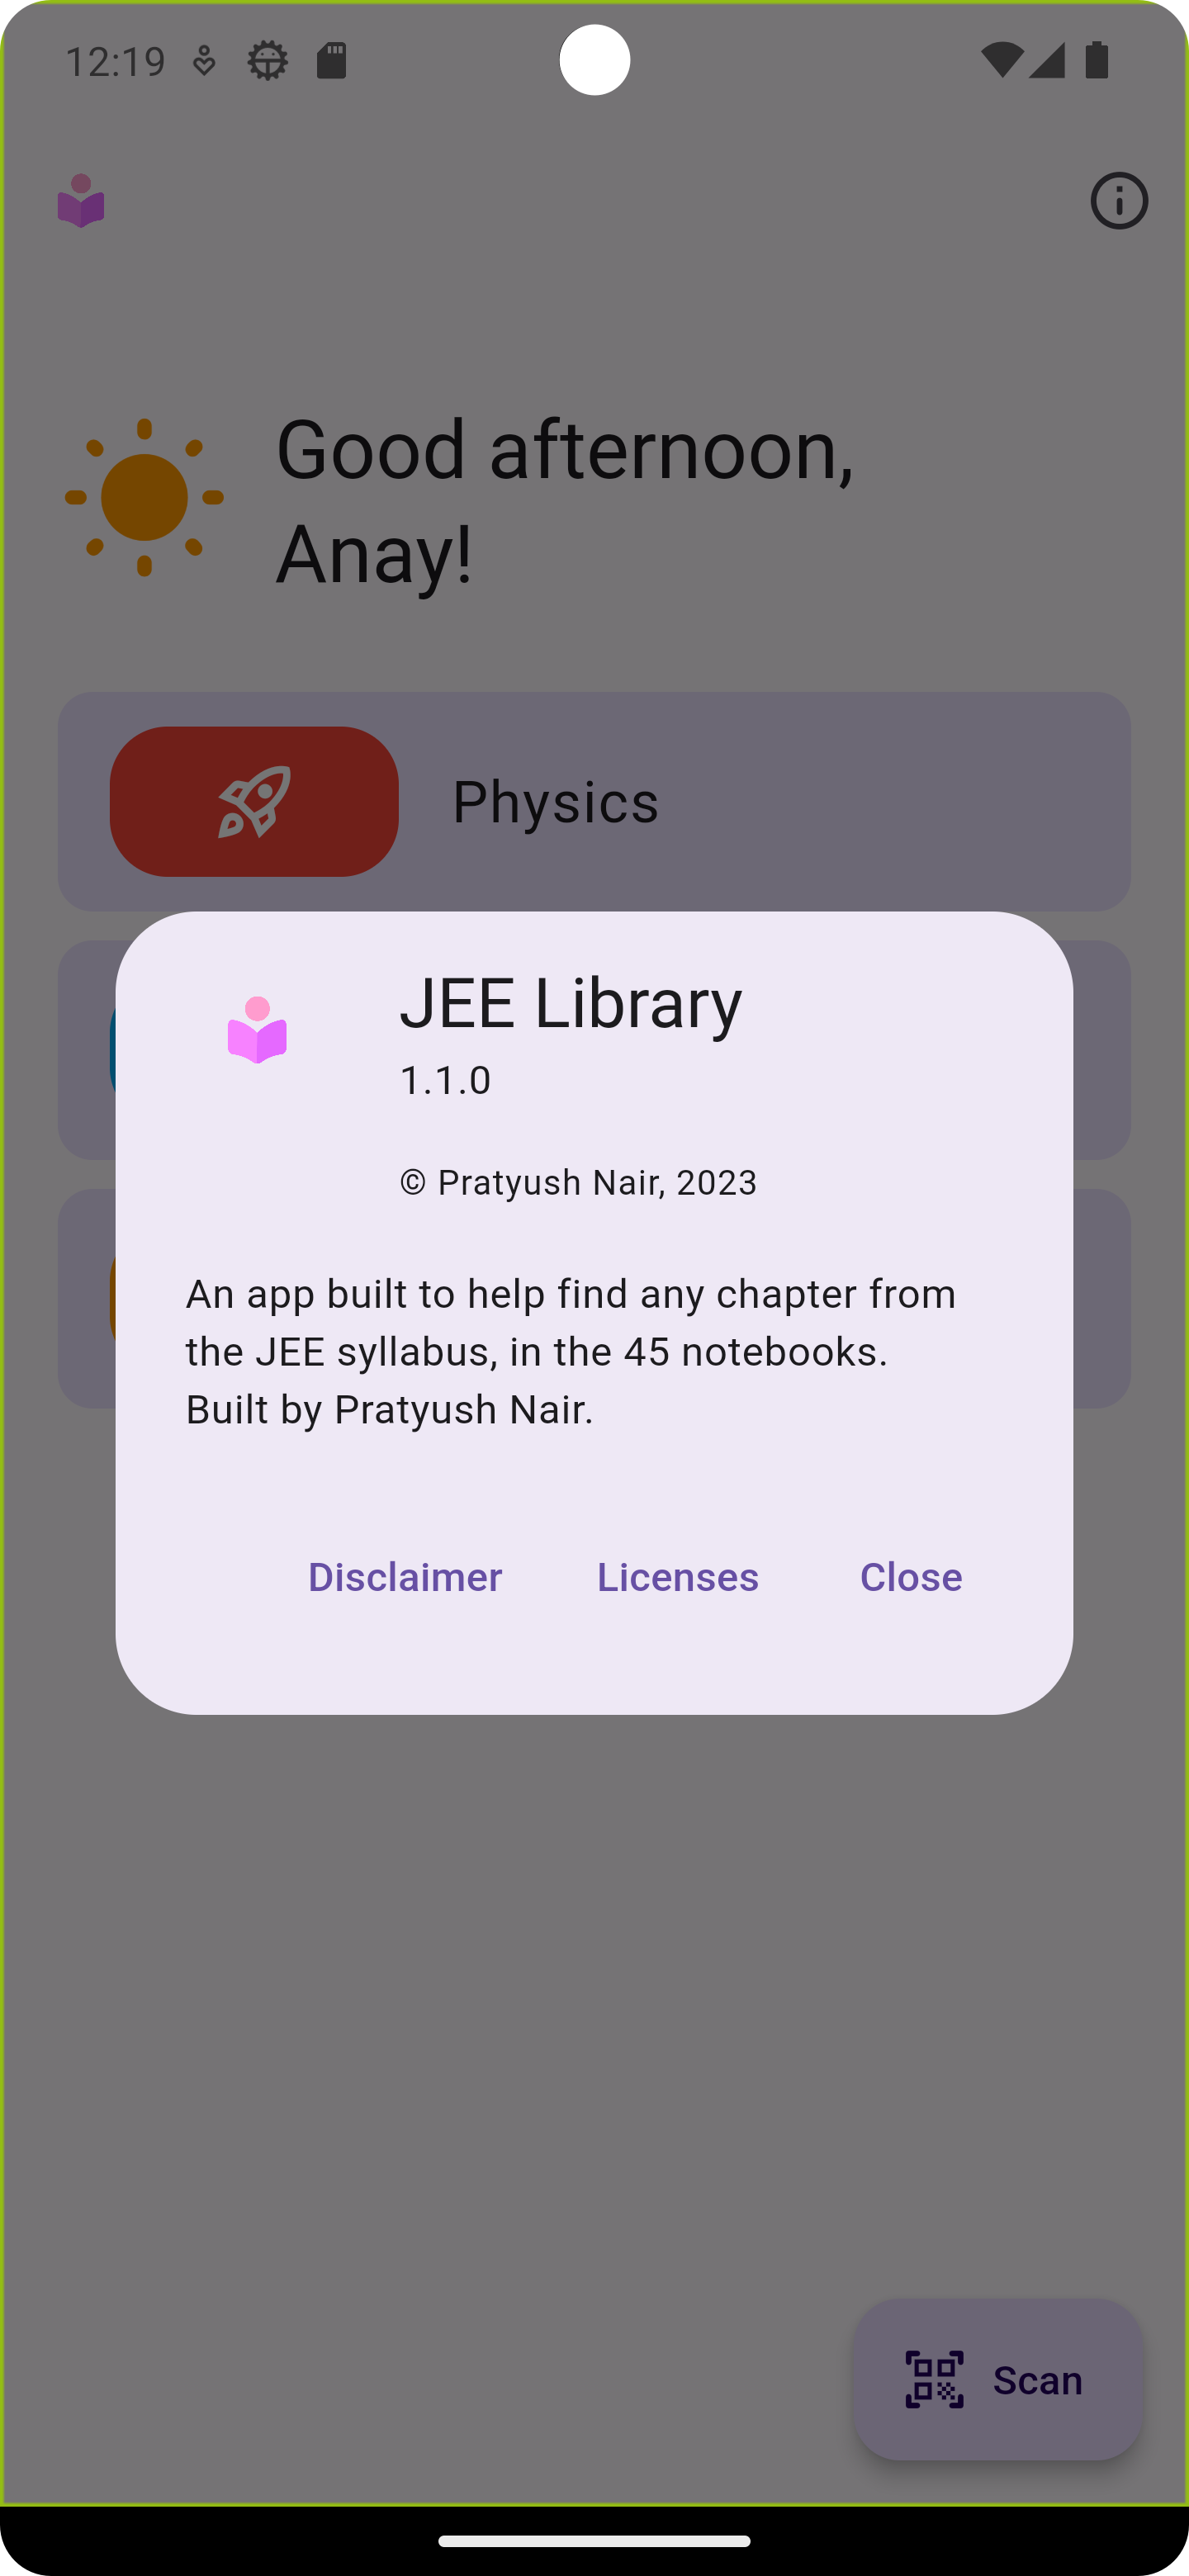 12:19
Good afternoon,
Anay!
Physics
JEE Library
1.1.0
© Pratyush Nair, 2023
An app built to help find any chapter from
the JEE syllabus, in the 45 notebooks.
Built by Pratyush Nair.
Disclaimer Licenses Close
Scan